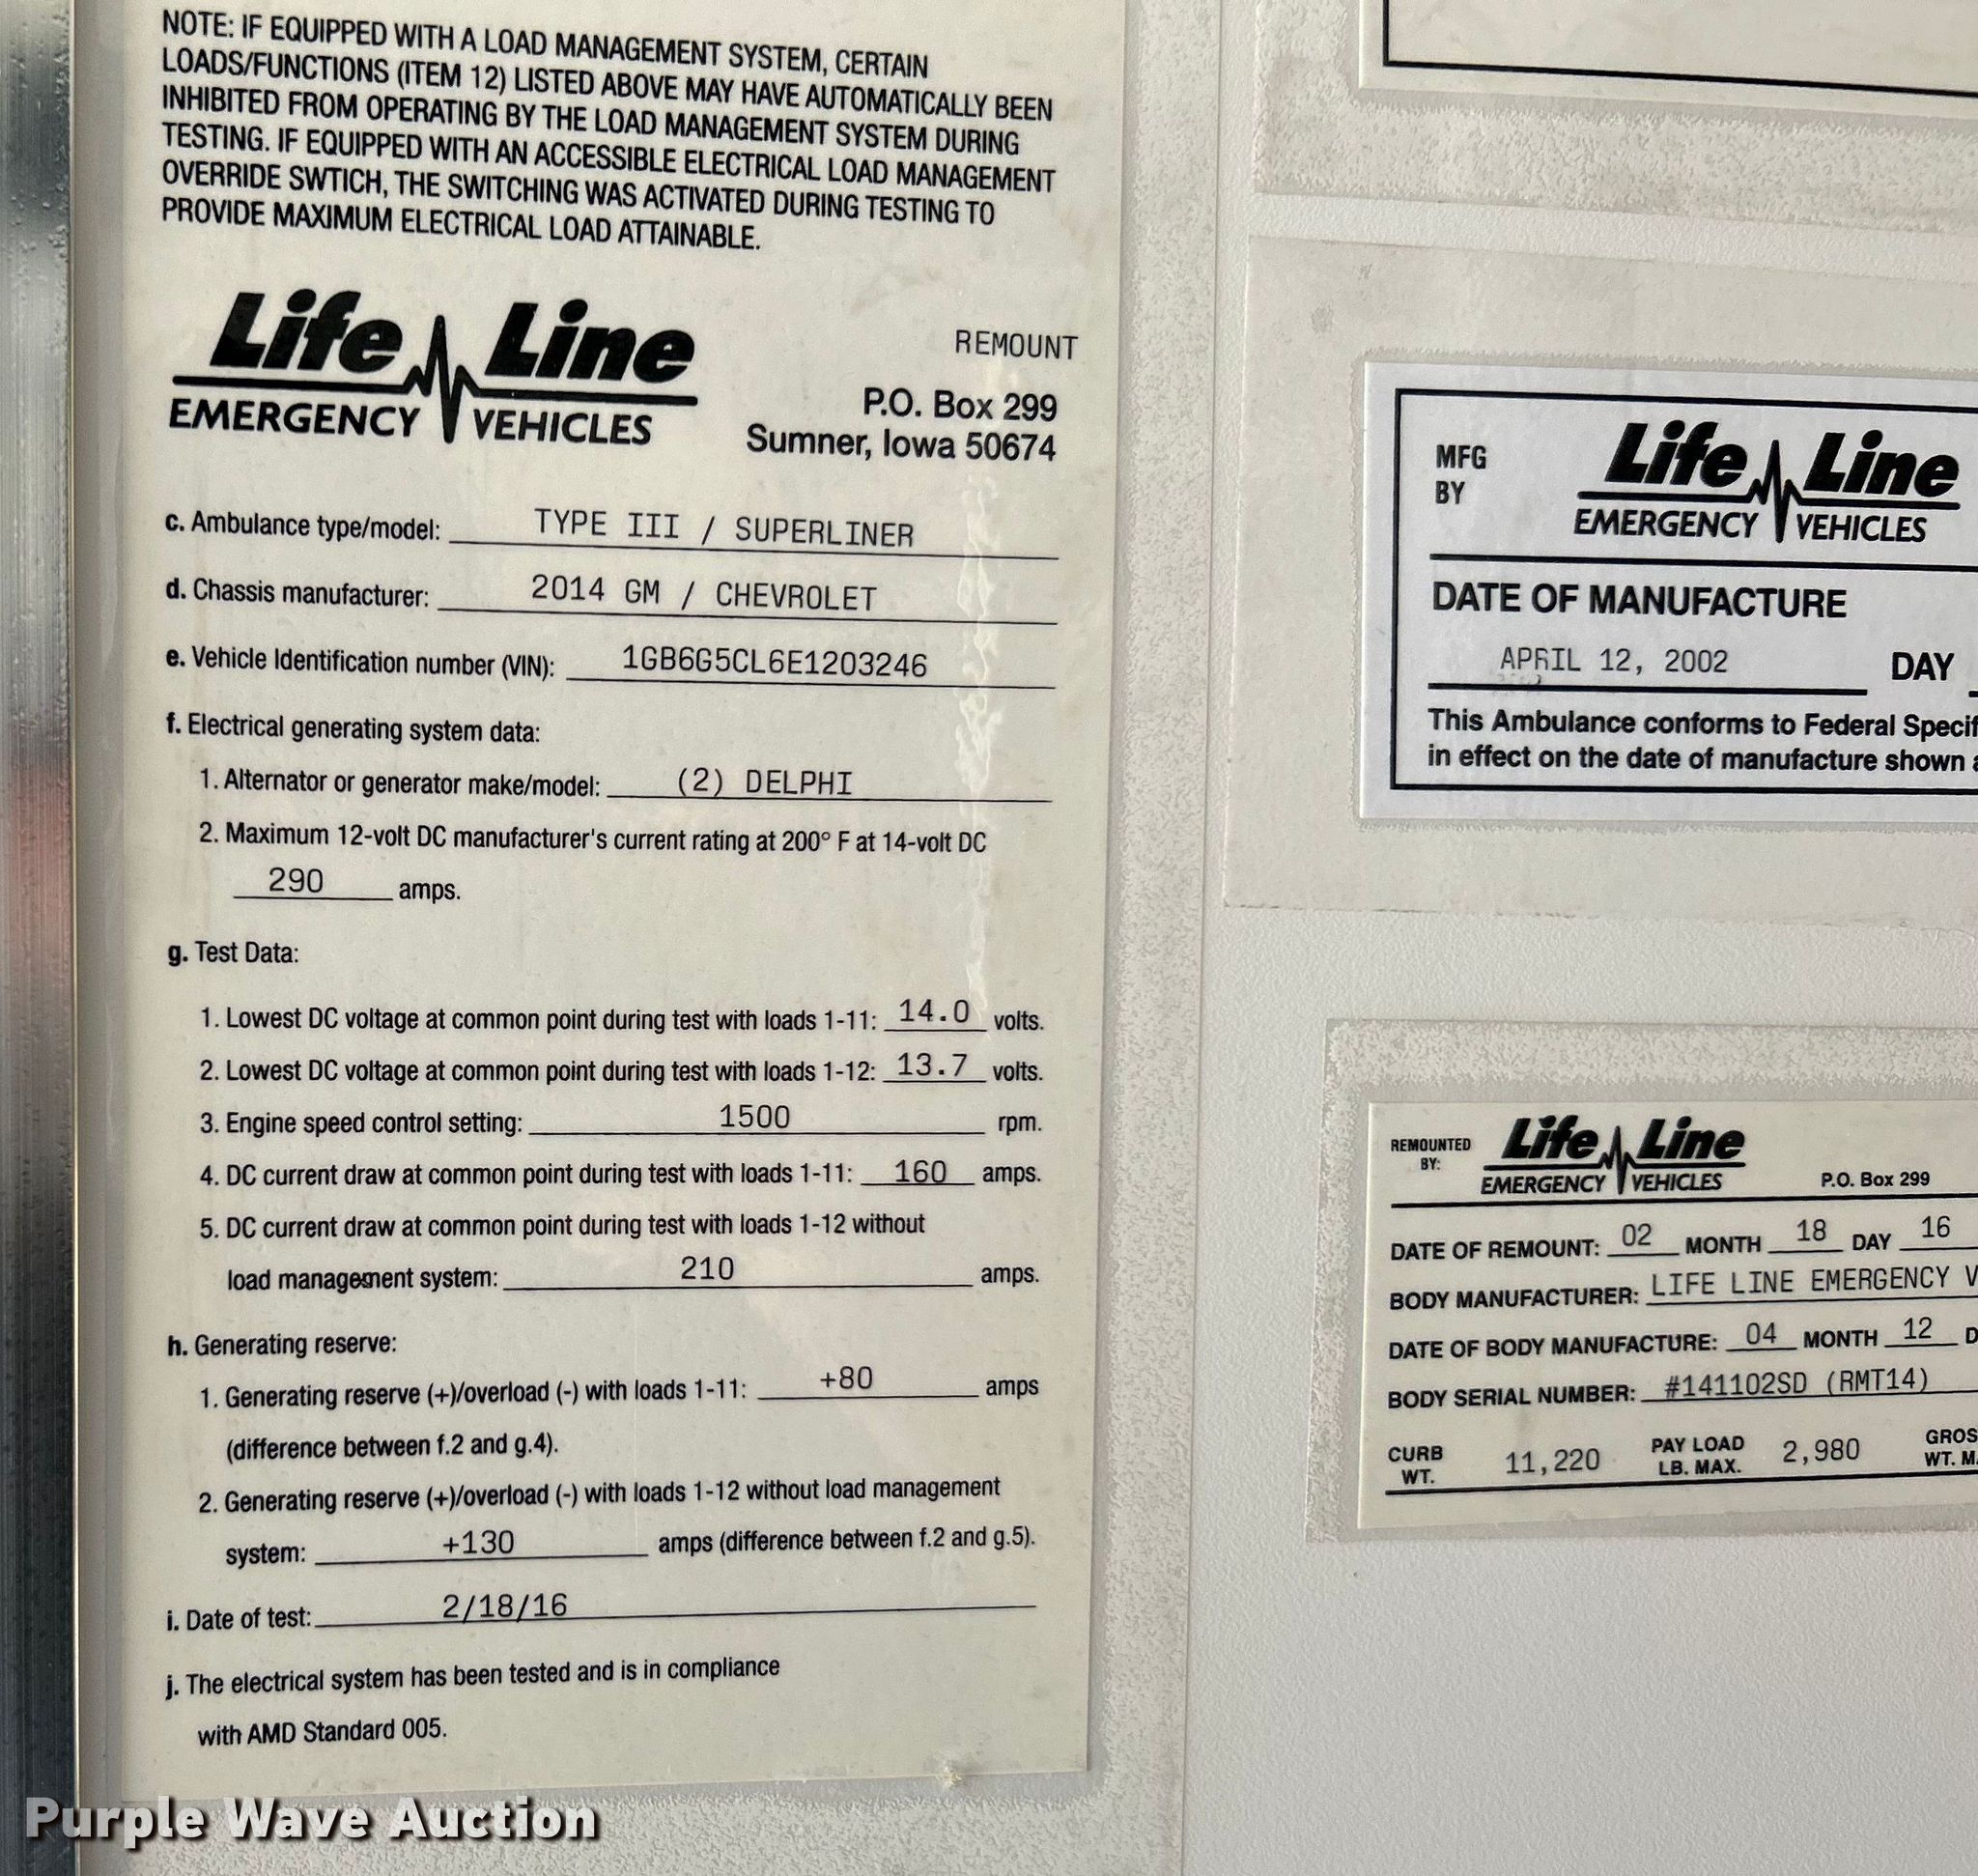 NOTE: IF EQUIPPED WITH A LOAD MANAGEMENT SYSTEM, CERTAIN
LOADS/FUNCTIONS (ITEM 12) LISTED ABOVE MAY HAVE AUTOMATICALLY BEEN
INHIBITED FROM OPERATING BY THE LOAD MANAGEMENT SYSTEM DURING
TESTING. IF EQUIPPED WITH AN ACCESSIBLE ELECTRICAL LOAD MANAGEMENT
OVERRIDE SWTICH, THE SWITCHING WAS ACTIVATED DURING TESTING TO
PROVIDE MAXIMUM ELECTRICAL LOAD ATTAINABLE.
Life Line
EMERGENCY VEHICLES
REMOUNT
P.O. Box 299
Sumner, Iowa 50674
c. Ambulance type/model: TYPE III / SUPERLINER
d. Chassis manufacturer: 2014 GM / CHEVROLET
e. Vehicle Identification number (VIN): 1GB6G5CL6E1203246
f. Electrical generating system data:
1. Alternator or generator make/model: (2) DELPHI
2. Maximum 12-volt DC manufacturer's current rating at 200° F at 14-volt DC
290 amps.
g. Test Data:
1. Lowest DC voltage at common point during test with loads 1-11: 14.0 volts.
2. Lowest DC voltage at common point during test with loads 1-12: 13.7 volts.
3. Engine speed control setting: 1500 rpm.
4. DC current draw at common point during test with loads 1-11: 160 amps.
5. DC current draw at common point during test with loads 1-12 without
load management system: 210 amps.
h. Generating reserve:
1. Generating reserve (+)/overload (-) with loads 1-11: +80 amps
(difference between f.2 and g.4).
2. Generating reserve (+)/overload (-) with loads 1-12 without load management
system: +130 amps (difference between f.2 and g.5).
i. Date of test: 2/18/16
j. The electrical system has been tested and is in compliance
with AMD Standard 005.
MFG
BY
Life Line
EMERGENCY VEHICLES
DATE OF MANUFACTURE
APRIL 12, 2002 DAY
This Ambulance conforms to Federal Specif
in effect on the date of manufacture shown a
REMOUNTED
BY:
Life Line
EMERGENCY VEHICLES
P.O. Box 299
DATE OF REMOUNT: 02 MONTH 18 DAY 16
BODY MANUFACTURER: LIFE LINE EMERGENCY V
DATE OF BODY MANUFACTURE: 04 MONTH 12 D
BODY SERIAL NUMBER: #141102SD (RMT14)
CURB
WT. 11,220
PAY LOAD
LB. MAX. 2,980
GROS
WT. M
Purple Wave Auction